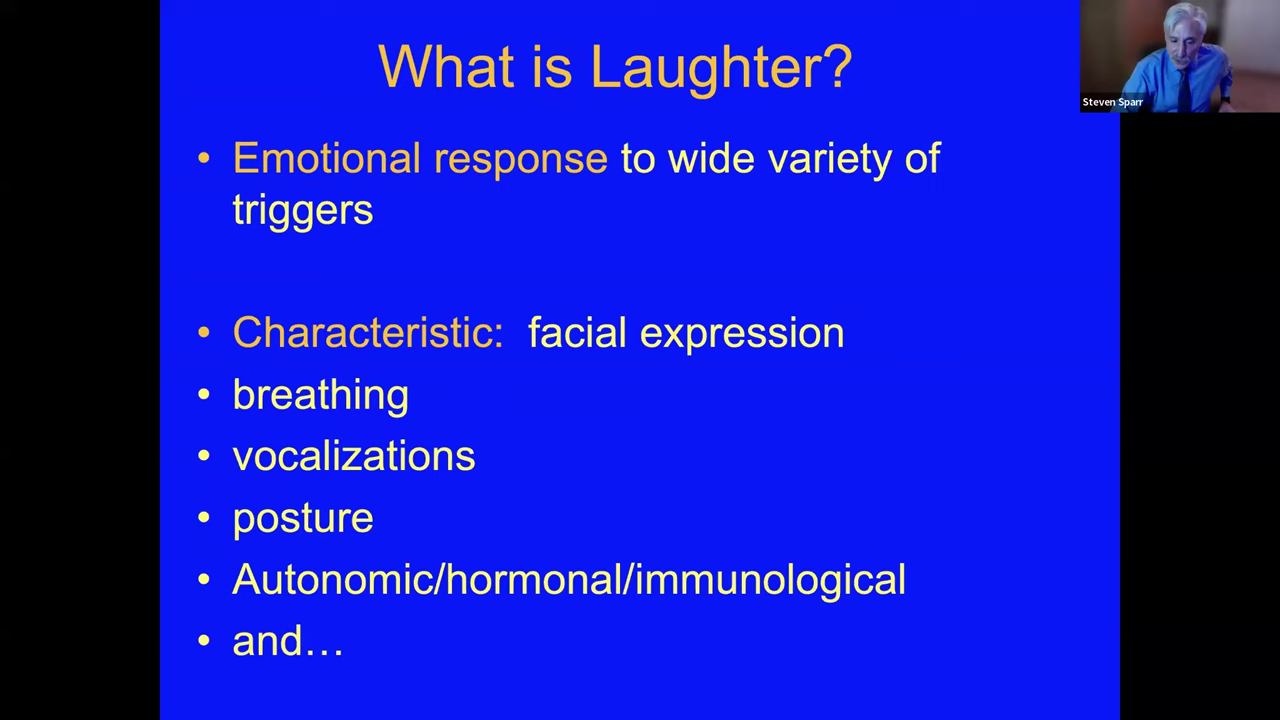 What is Laughter?
Steven Sparr
• Emotional response to wide variety of
triggers
• Characteristic:  facial expression
• breathing
• vocalizations
• posture
• Autonomic/hormonal/immunological
• and…